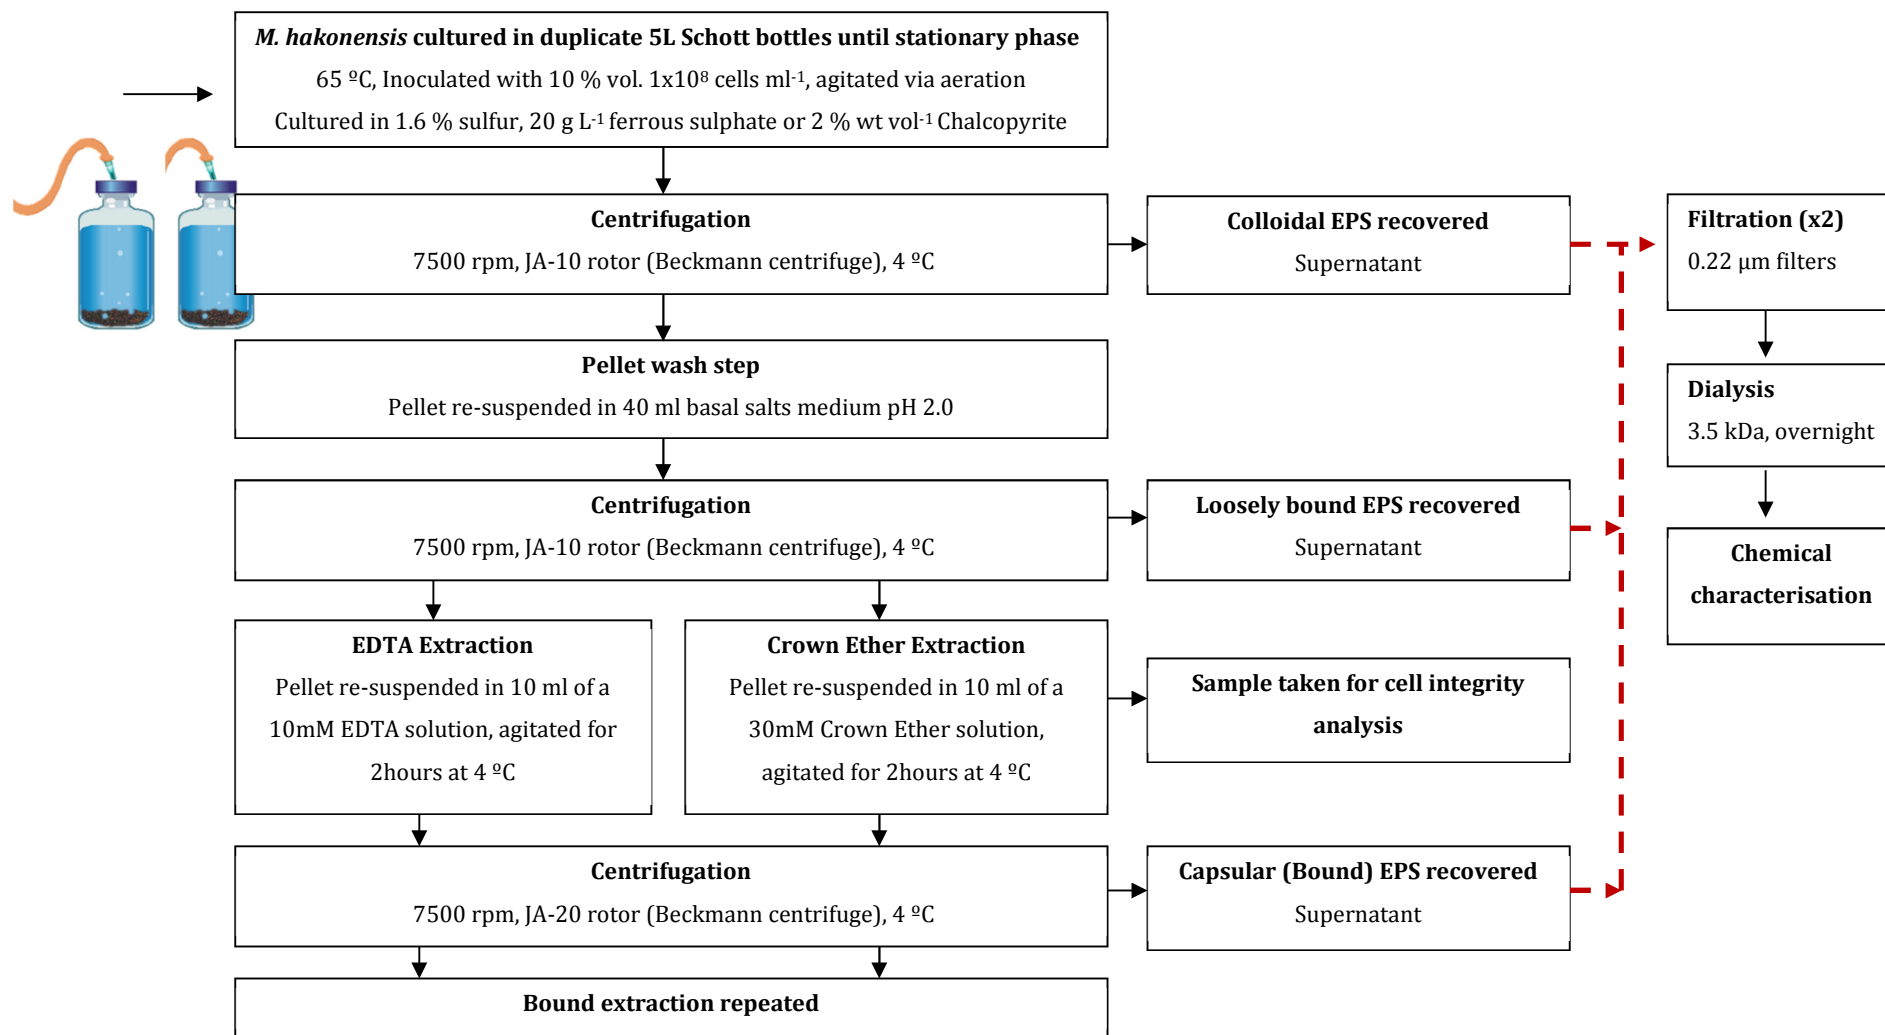 M. hakonensis cultured in duplicate 5L Schott bottles until stationary phase
65 ºC, Inoculated with 10 % vol. 1x10⁸ cells ml⁻¹, agitated via aeration
Cultured in 1.6 % sulfur, 20 g L⁻¹ ferrous sulphate or 2 % wt vol⁻¹ Chalcopyrite
Centrifugation
7500 rpm, JA-10 rotor (Beckmann centrifuge), 4 ºC
Colloidal EPS recovered
Supernatant
Filtration (x2)
0.22 µm filters
Pellet wash step
Pellet re-suspended in 40 ml basal salts medium pH 2.0
Dialysis
3.5 kDa, overnight
Centrifugation
7500 rpm, JA-10 rotor (Beckmann centrifuge), 4 ºC
Loosely bound EPS recovered
Supernatant
Chemical
characterisation
EDTA Extraction
Pellet re-suspended in 10 ml of a
10mM EDTA solution, agitated for
2hours at 4 ºC
Crown Ether Extraction
Pellet re-suspended in 10 ml of a
30mM Crown Ether solution,
agitated for 2hours at 4 ºC
Sample taken for cell integrity
analysis
Centrifugation
7500 rpm, JA-20 rotor (Beckmann centrifuge), 4 ºC
Capsular (Bound) EPS recovered
Supernatant
Bound extraction repeated